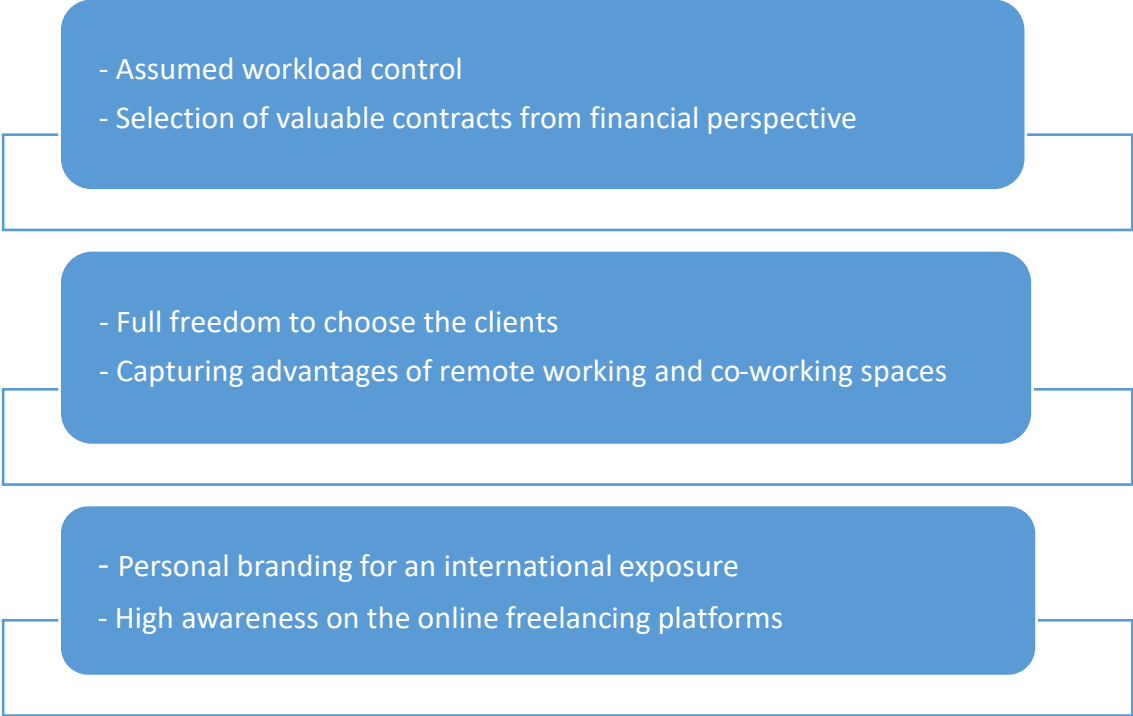 - Assumed workload control
- Selection of valuable contracts from financial perspective
- Full freedom to choose the clients
- Capturing advantages of remote working and co-working spaces
- Personal branding for an international exposure
- High awareness on the online freelancing platforms